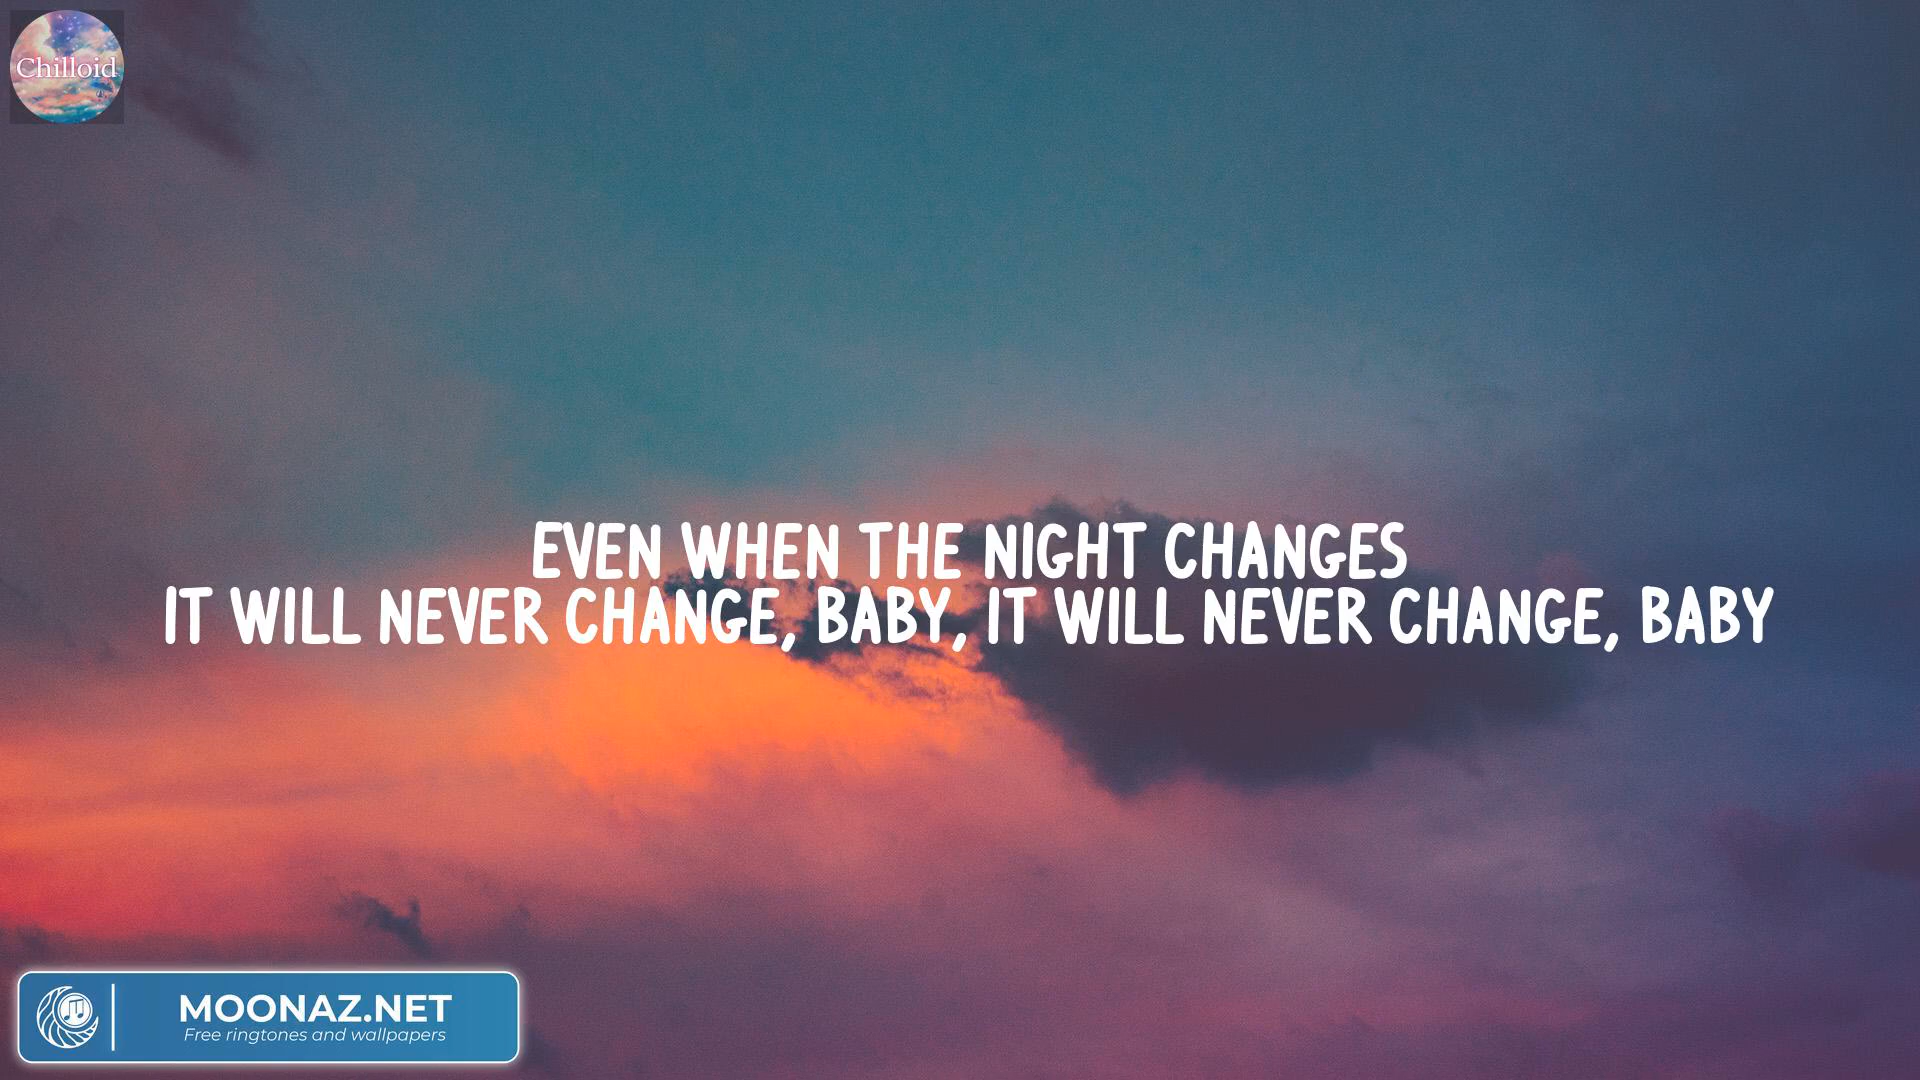 Chilloid
EVEN WHEN THE NIGHT CHANGES
IT WILL NEVER CHANGE, BABY, IT WILL NEVER CHANGE, BABY
MOONAZ.NET
Free ringtones and wallpapers